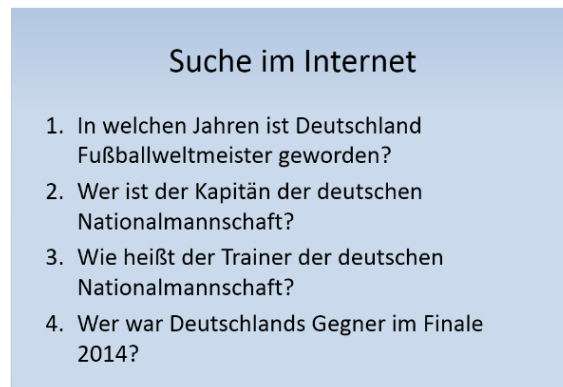 Suche im Internet
1. In welchen Jahren ist Deutschland
Fußballweltmeister geworden?
2. Wer ist der Kapitän der deutschen
Nationalmannschaft?
3. Wie heißt der Trainer der deutschen
Nationalmannschaft?
4. Wer war Deutschlands Gegner im Finale
2014?